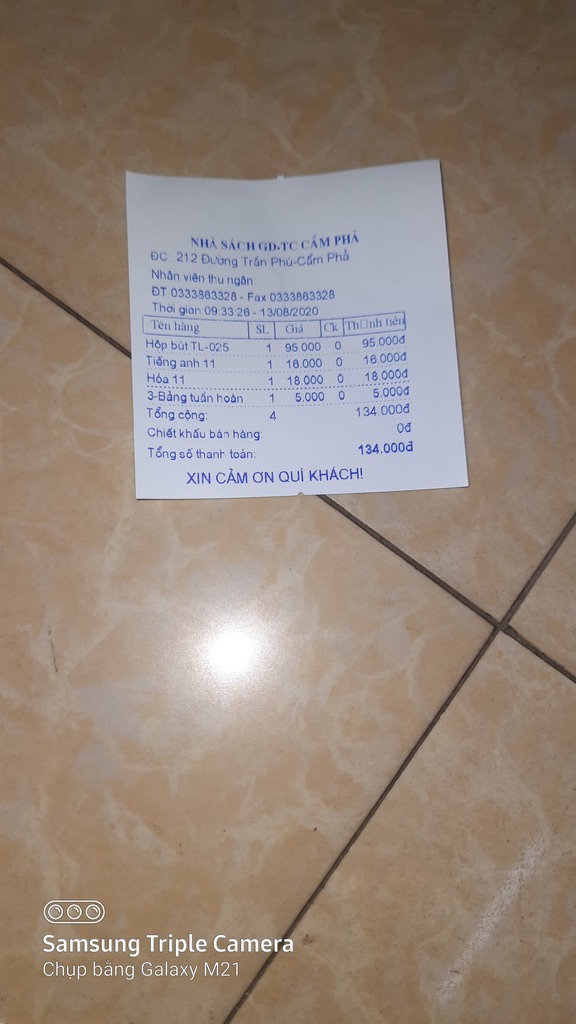 NHÀ SÁCH GD-TC CẨM PHẢ
ĐC: 212 Đường Trần Phú-Cẩm Phả
Nhân viên thu ngân:
ĐT 0333863328 - Fax 0333863328
Thời gian 09:33:26 - 13/08/2020
Tên hàng SL Giá Ck Th□nh tiền
Hộp bút TL-025 1 95.000 0 95.000đ
Tiếng anh 11 1 16.000 0 16.000đ
Hóa 11 1 18.000 0 18.000đ
3-Bảng tuần hoàn 1 5.000 0 5.000đ
Tổng cộng: 4 134.000đ
Chiết khấu bán hàng: 0đ
Tổng số thanh toán: 134.000đ
XIN CẢM ƠN QUÍ KHÁCH!
Samsung Triple Camera
Chụp bằng Galaxy M21